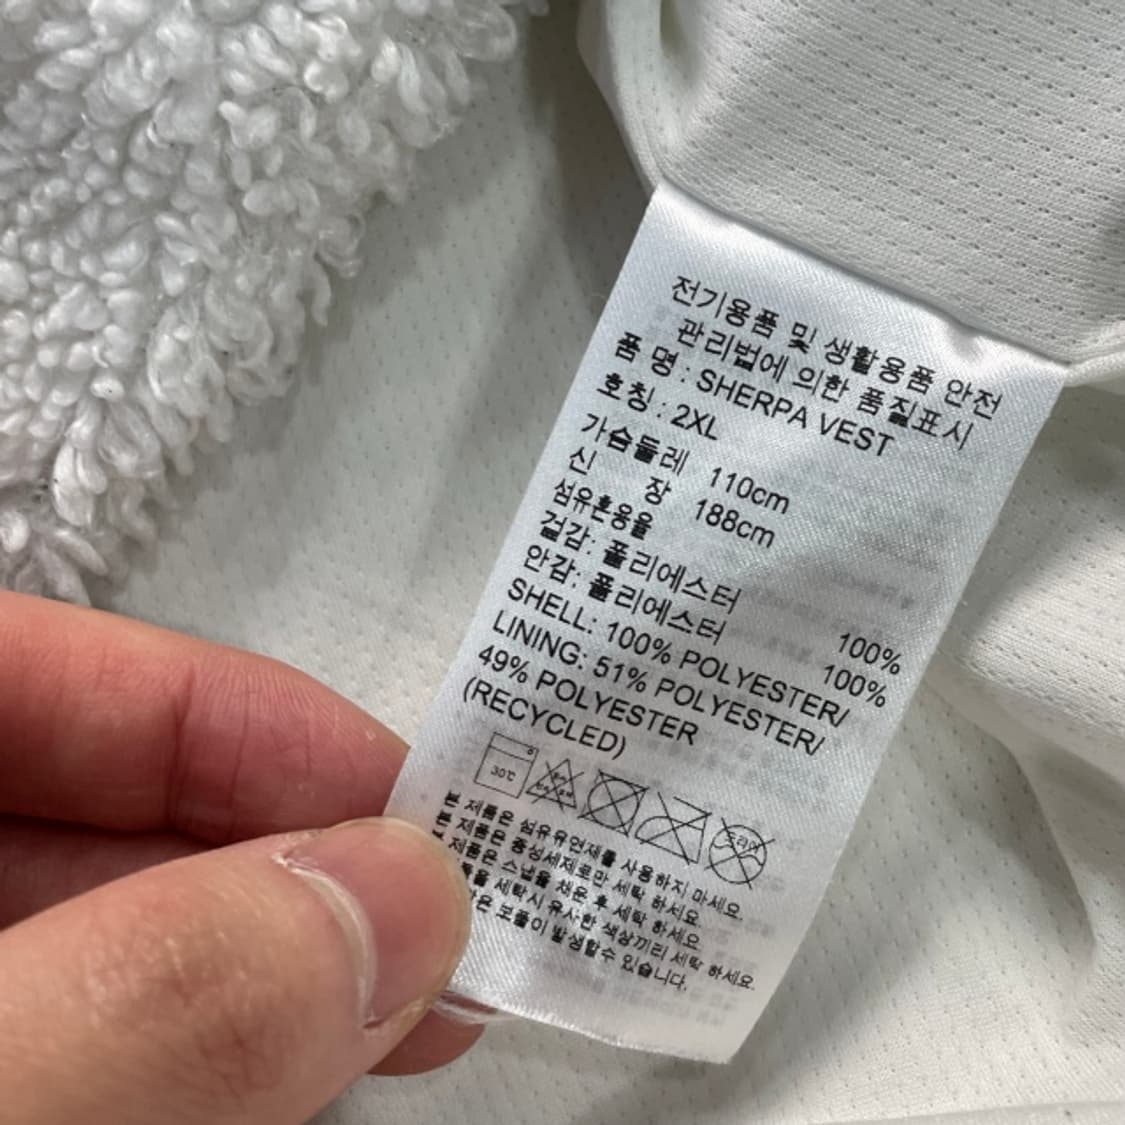 전기용품 및 생활용품 안전
관리법에 의한 품질표시
품 명 : SHERPA VEST
호칭 : 2XL
가슴둘레 110cm
신 장 188cm
섬유혼용율
겉감: 폴리에스터 100%
안감: 폴리에스터 100%
SHELL: 100% POLYESTER/
LINING: 51% POLYESTER/
49% POLYESTER
(RECYCLED)
30℃
드라이
본 제품은 섬유유연제를 사용하지 마세요.
본 제품은 중성세제로만 세탁 하세요.
제품은 스냅을 채운 후 세탁 하세요.
세탁시 유사한 색상끼리 세탁 하세요.
보풀이 발생할수 있습니다.